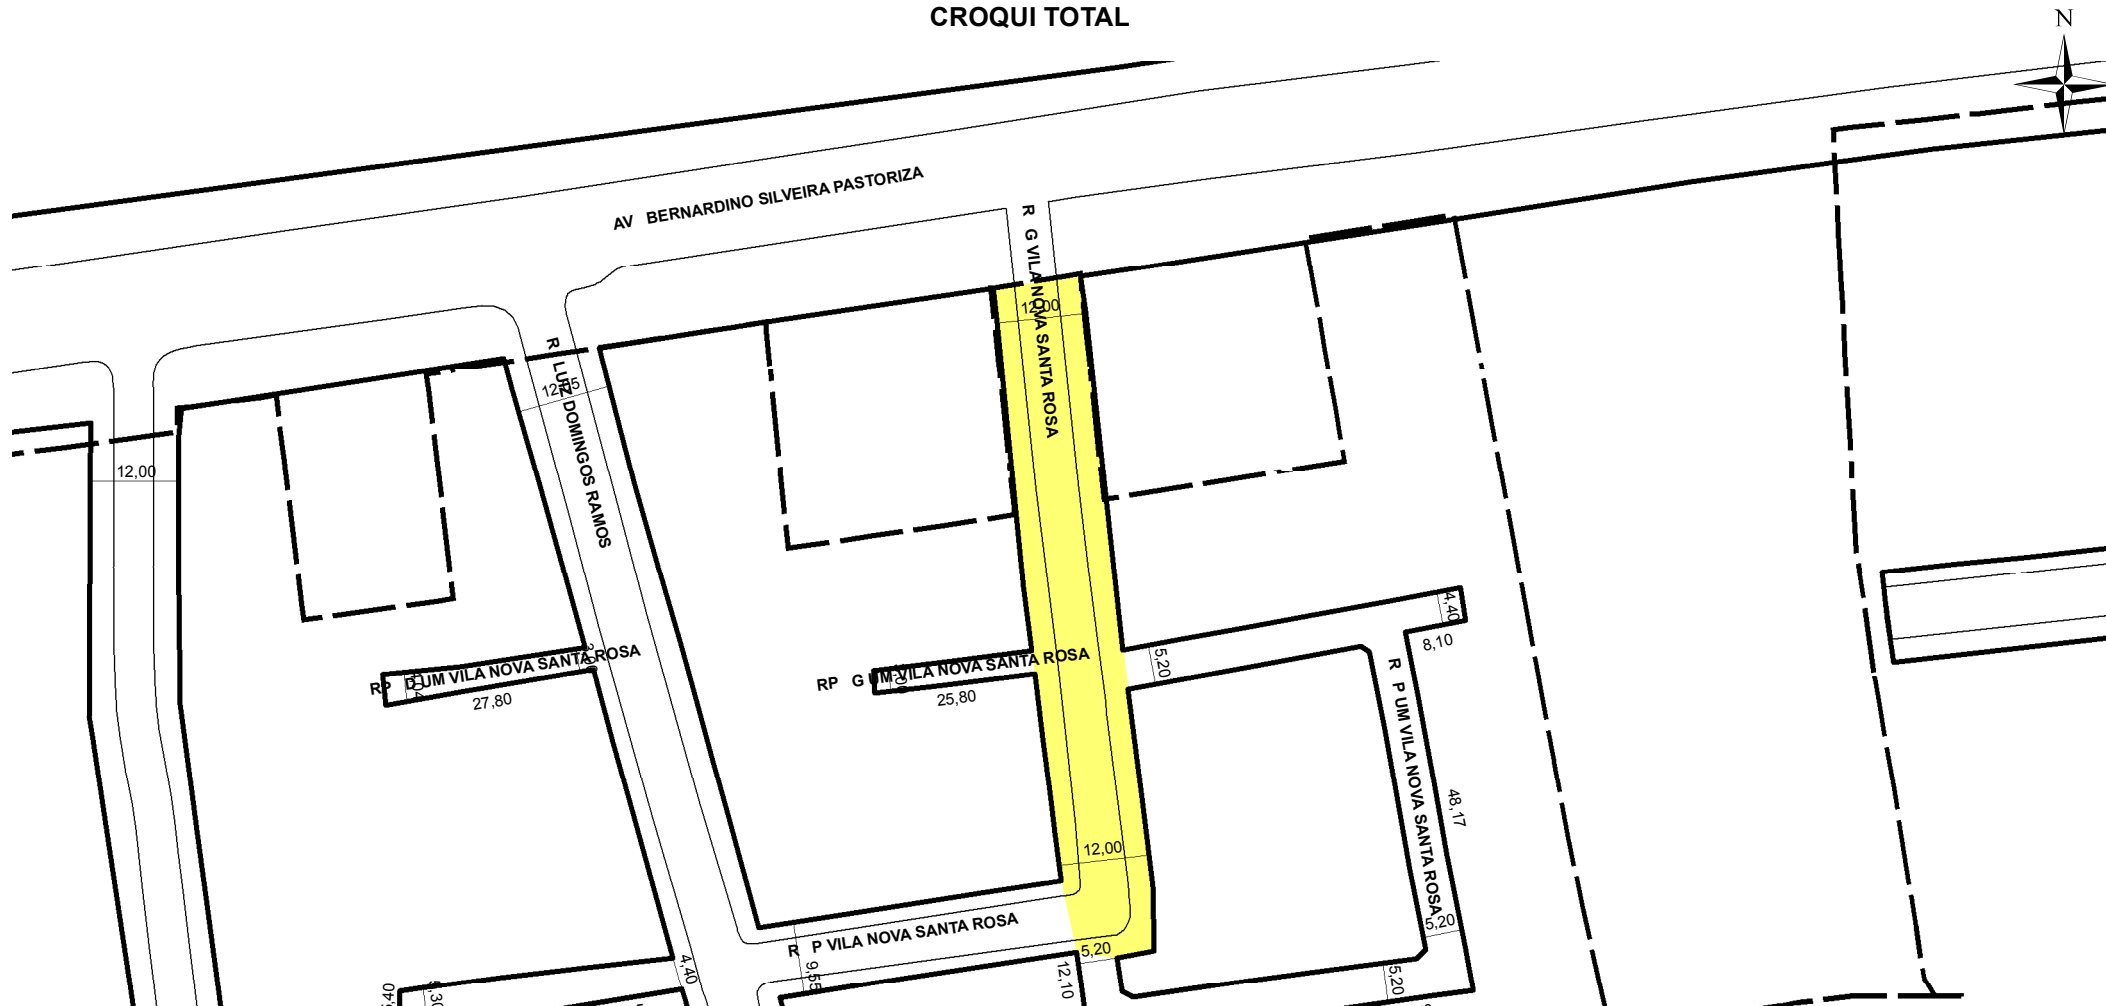 CROQUI TOTAL
N
AV BERNARDINO SILVEIRA PASTORIZA
R G VILA NOVA SANTA ROSA
12,00
R LUIZ DOMINGOS RAMOS
12,00
4,40
8,10
RP D UM VILA NOVA SANTA ROSA
27,80
RP G UM VILA NOVA SANTA ROSA
25,80
5,20
R P UM VILA NOVA SANTA ROSA
48,17
12,00
5,20
R P VILA NOVA SANTA ROSA
5,20
4,40
9,55
12,10
5,20